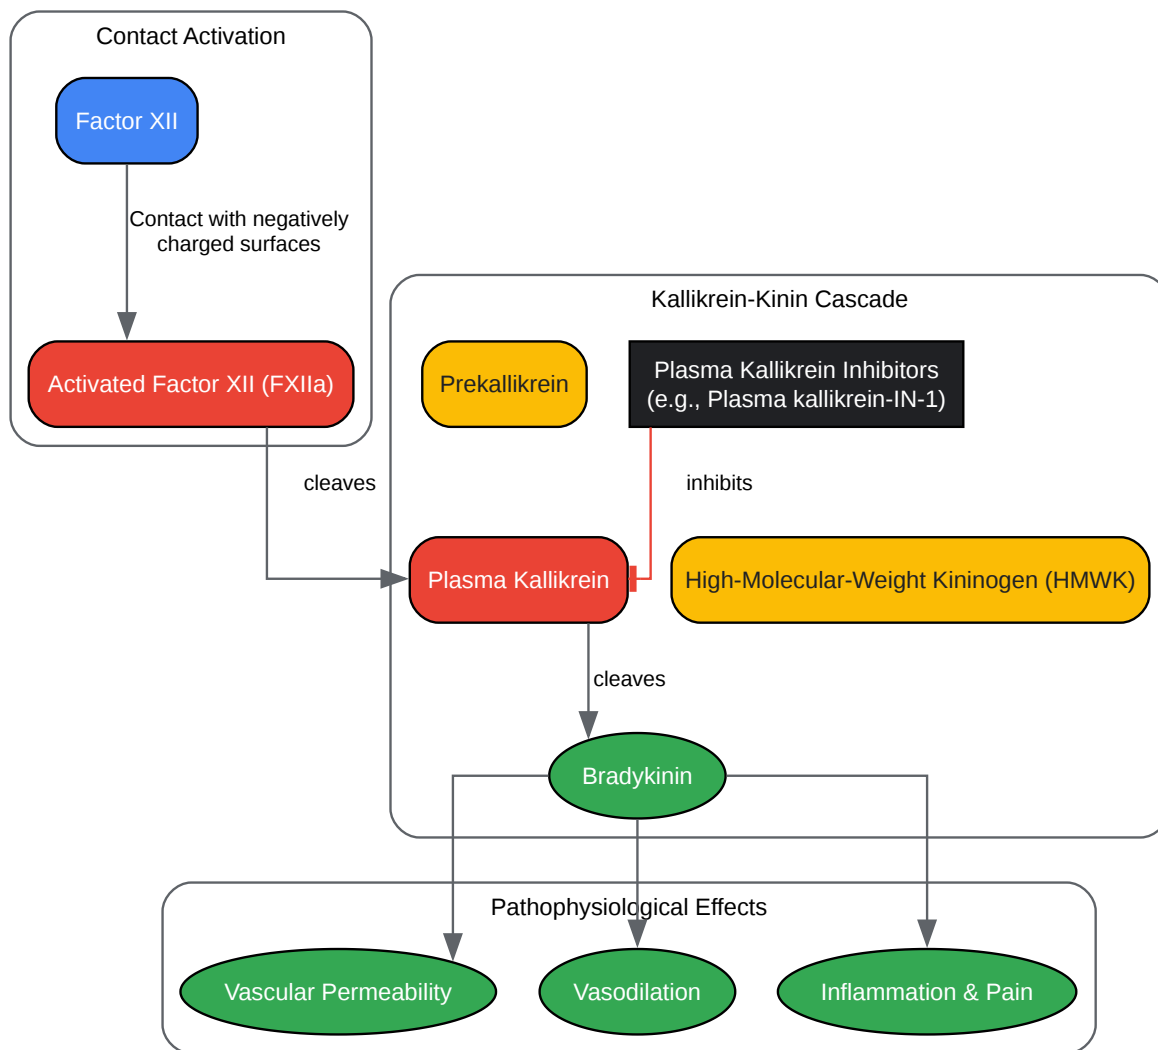 Contact Activation
Factor XII
Contact with negatively
charged surfaces
Activated Factor XII (FXIIa)
cleaves
Kallikrein-Kinin Cascade
Prekallikrein
Plasma Kallikrein Inhibitors
(e.g., Plasma kallikrein-IN-1)
inhibits
Plasma Kallikrein
High-Molecular-Weight Kininogen (HMWK)
cleaves
Bradykinin
Pathophysiological Effects
Vascular Permeability
Vasodilation
Inflammation & Pain